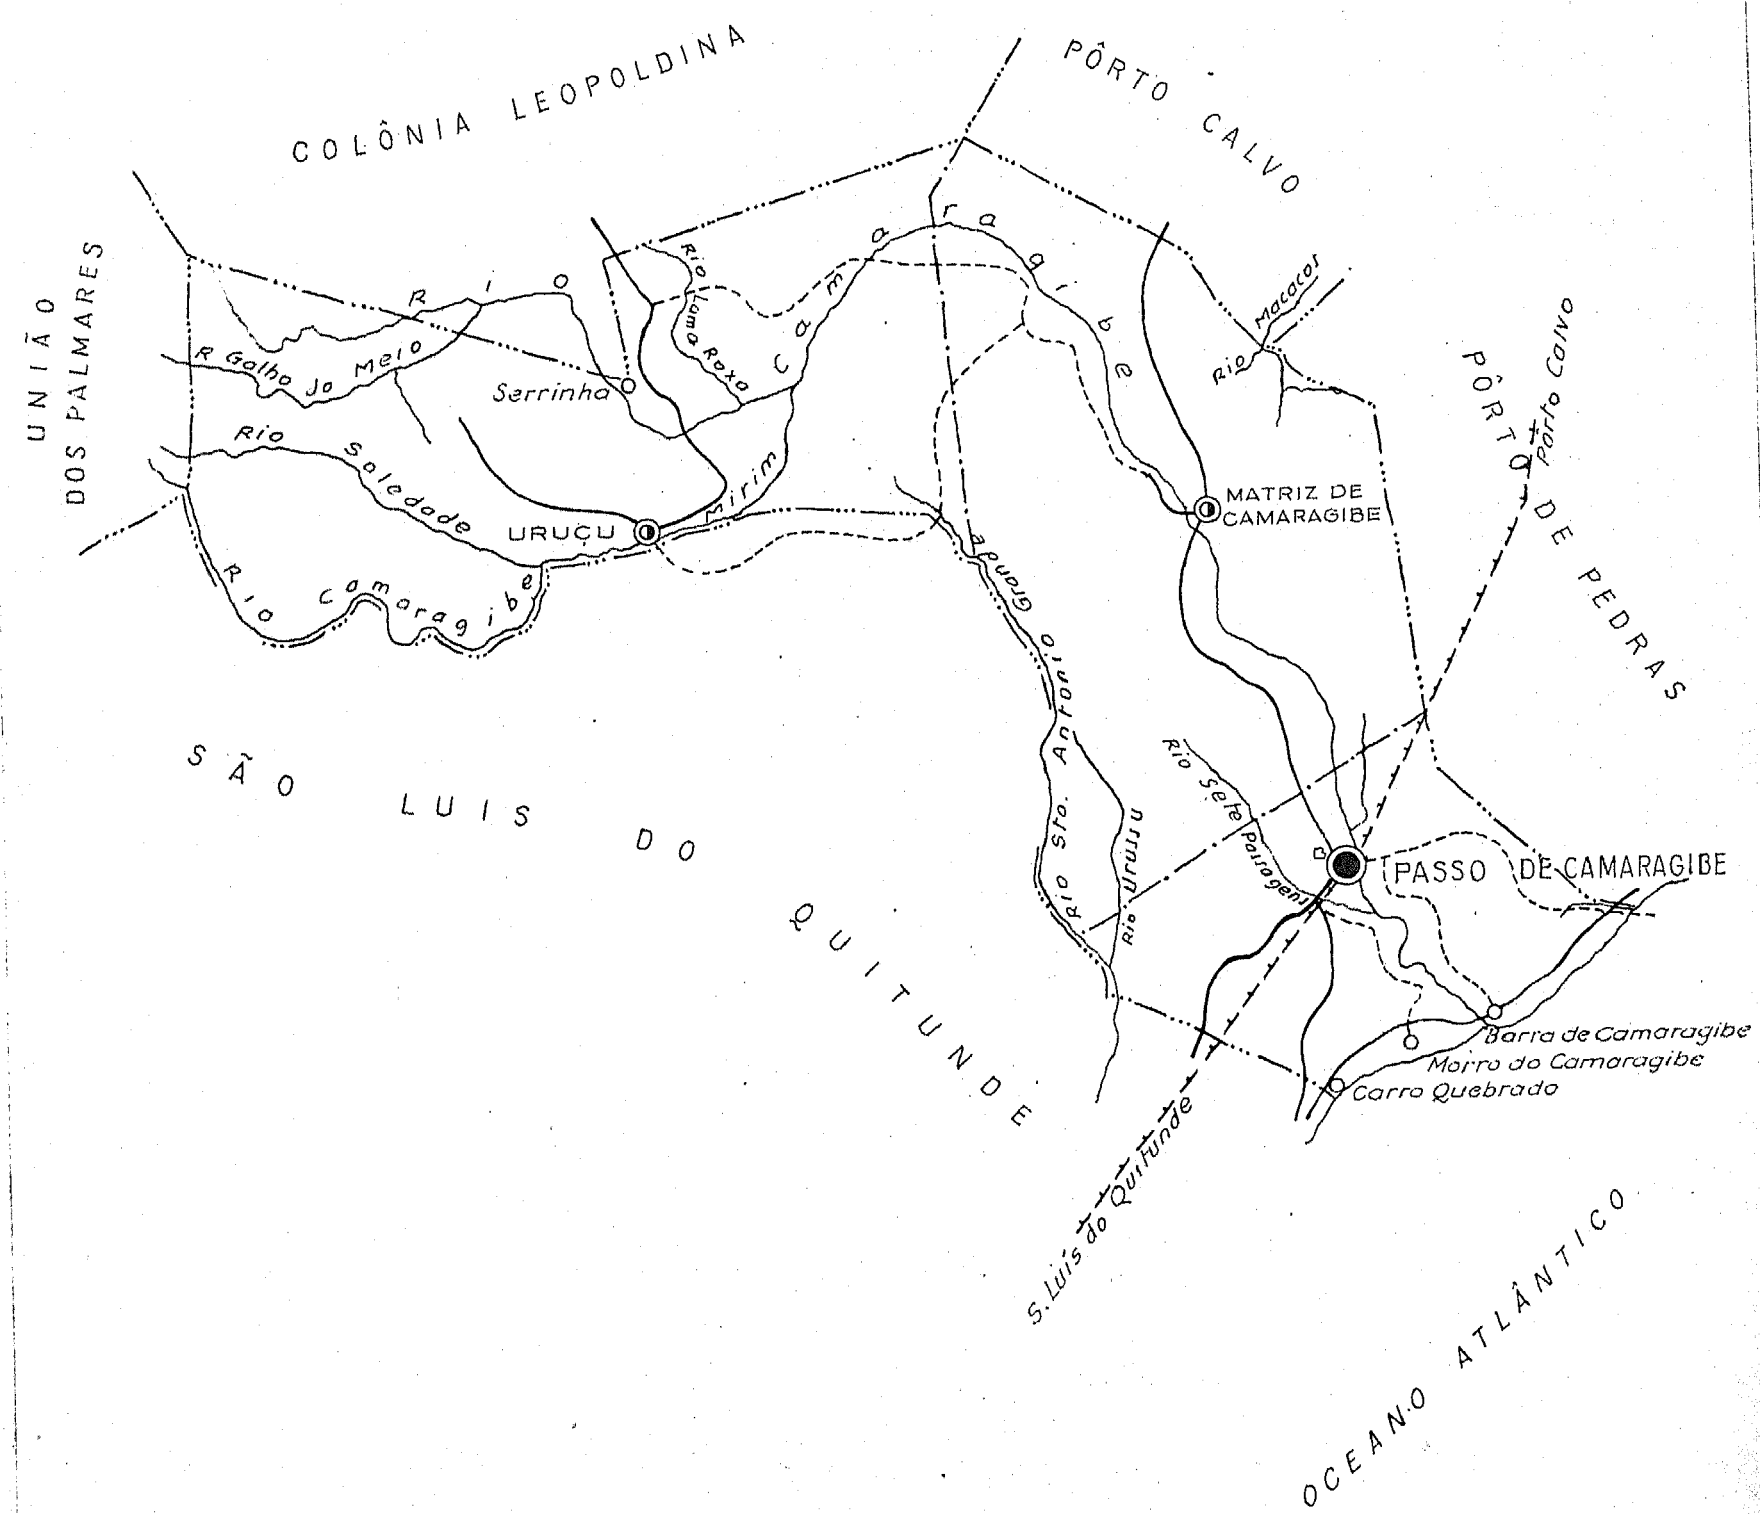 COLÔNIA LEOPOLDINA
PÔRTO CALVO
UNIÃO
DOS PALMARES
Rio Camaragibe
Rio Lama Roxa
Rio Macacos
R Galho do Meio
Serrinha
Pôrto Calvo
PÔRTO DE PEDRAS
Rio Soledade
Mirim
URUÇU
MATRIZ DE
CAMARAGIBE
Rio Camaragibe
Rio Sto. Antonio Grande
SÃO LUIS DO QUITUNDE
Rio Sete Passagens
Rio Urussu
PASSO DE CAMARAGIBE
Barra de Camaragibe
Morro do Camaragibe
Carro Quebrado
S. Luís do Quitunde
OCEANO ATLÂNTICO